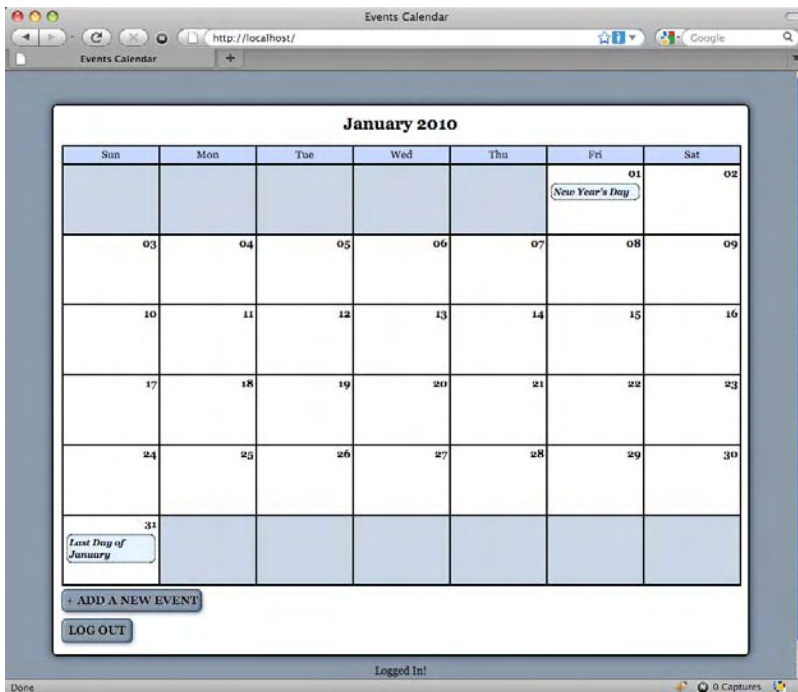 Events Calendar
http://localhost/
Google
Events Calendar
+
January 2010
Sun Mon Tue Wed Thu Fri Sat
01 02
New Year's Day
03 04 05 06 07 08 09
10 11 12 13 14 15 16
17 18 19 20 21 22 23
24 25 26 27 28 29 30
31
Last Day of
January
+ ADD A NEW EVENT
LOG OUT
Logged In!
Done
0 Captures